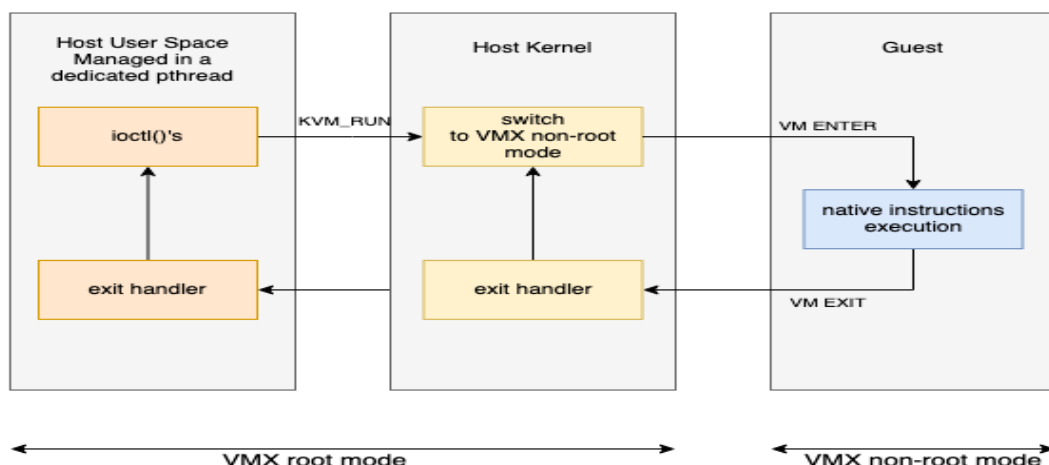 Host User Space
Managed in a
dedicated pthread
Host Kernel
Guest
ioctl()'s
KVM_RUN
switch
to VMX non-root
mode
VM ENTER
native instructions
execution
exit handler
exit handler
VM EXIT
VMX root mode
VMX non-root mode